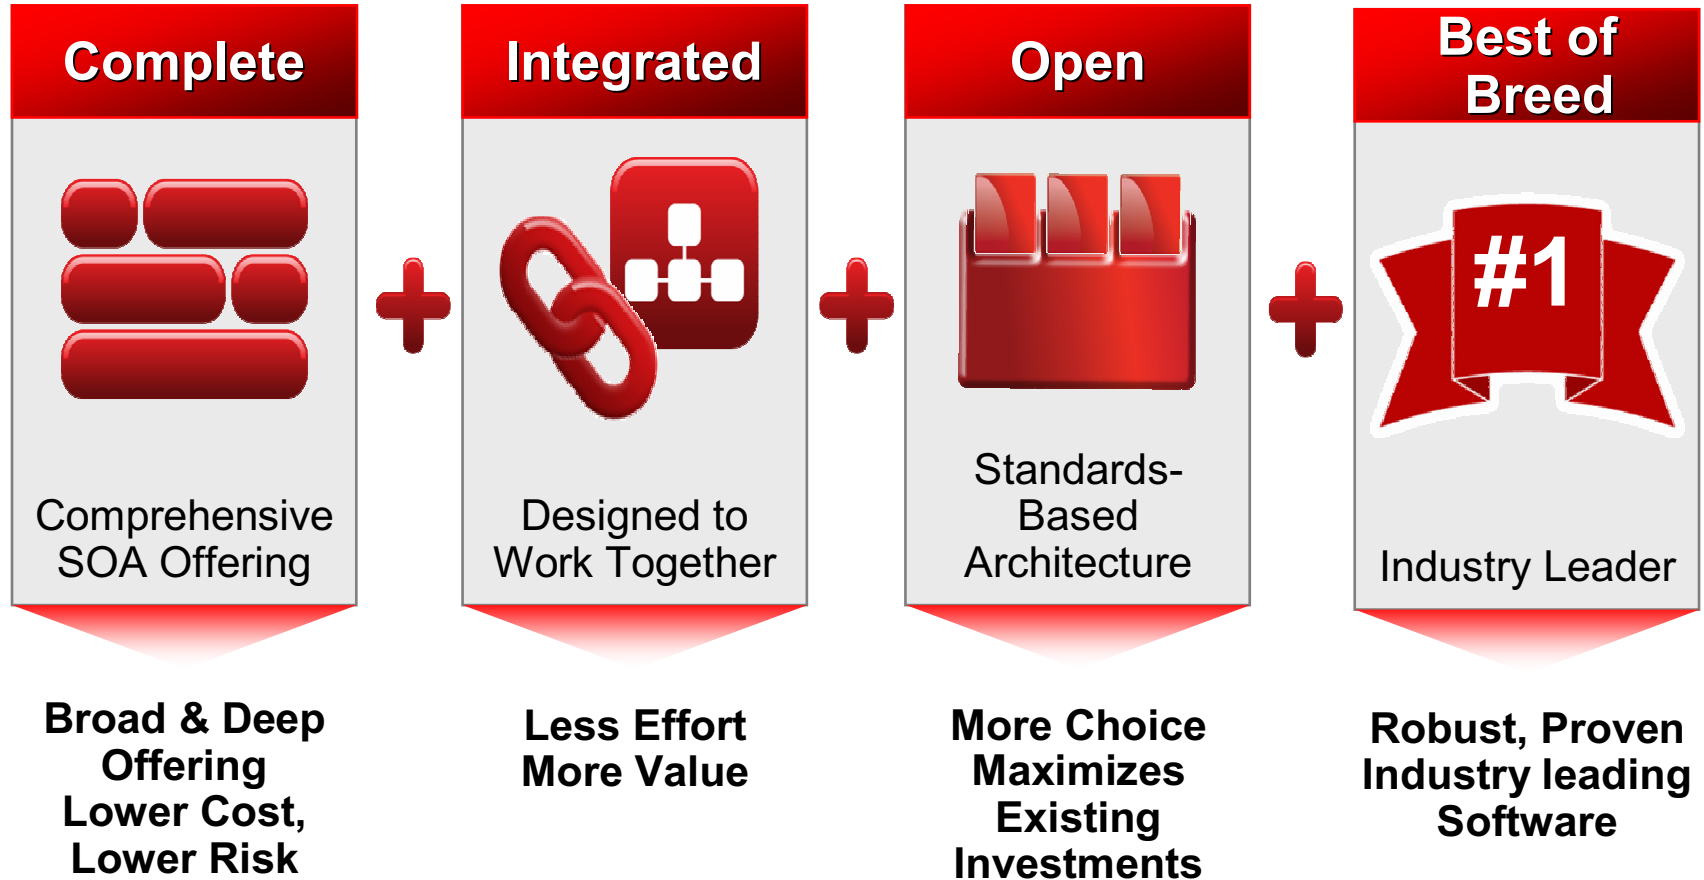 Complete
Comprehensive
SOA Offering
Broad & Deep
Offering
Lower Cost,
Lower Risk
Integrated
Designed to
Work Together
Less Effort
More Value
Open
Standards-
Based
Architecture
More Choice
Maximizes
Existing
Investments
Best of
Breed
#1
Industry Leader
Robust, Proven
Industry leading
Software